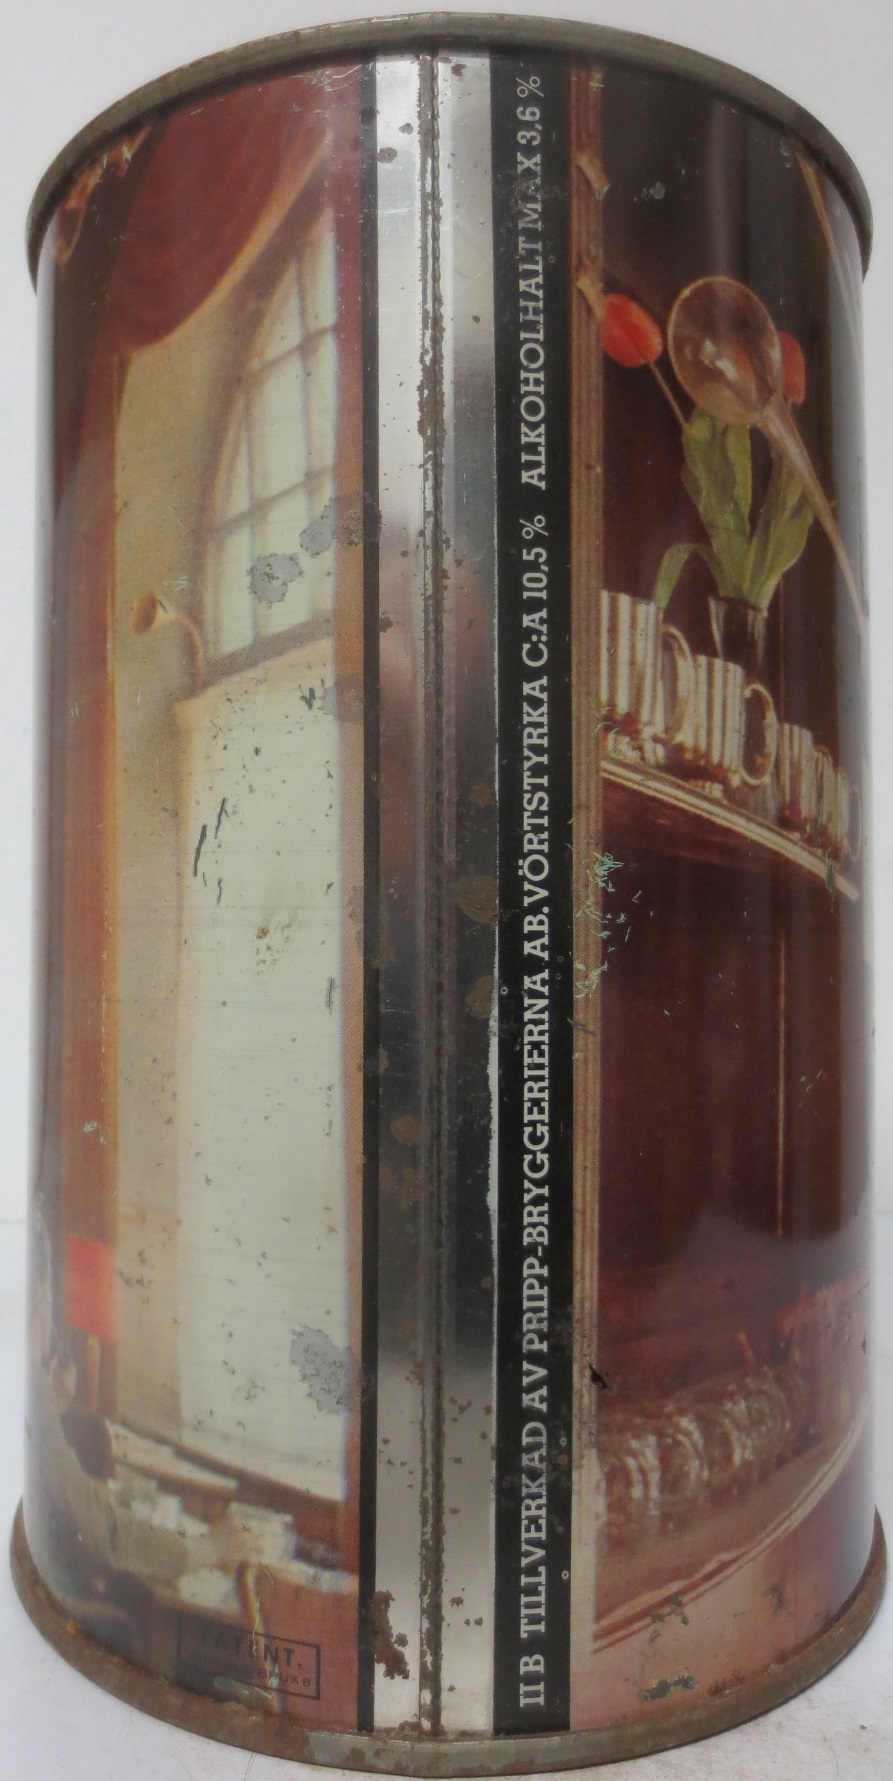 II B TILLVERKAD AV PRIPP-BRYGGERIERNA AB. VÖRTSTYRKA C:A 10,5 % ALKOHOLHALT MAX 3,6 %
PATENT.